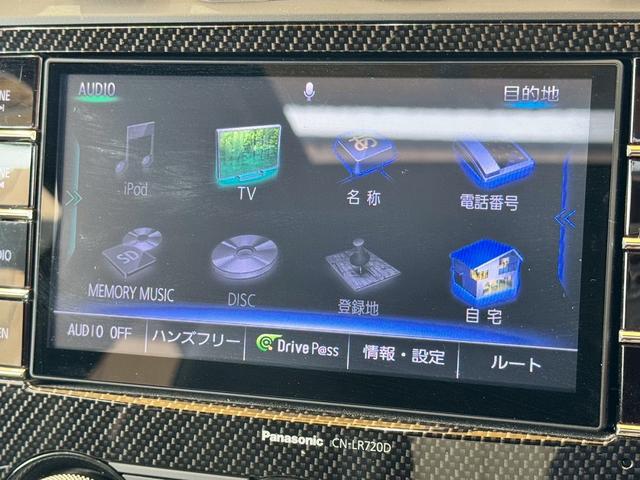 AUDIO
目的地
iPod
TV
名称
電話番号
SD
MEMORY MUSIC
DISC
登録地
自宅
AUDIO OFF
ハンズフリー
Drive P@ss
情報・設定
ルート
Panasonic CN-LR720D
あ